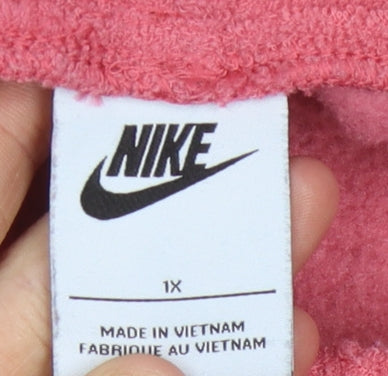 NIKE
1X
MADE IN VIETNAM
FABRIQUE AU VIETNAM